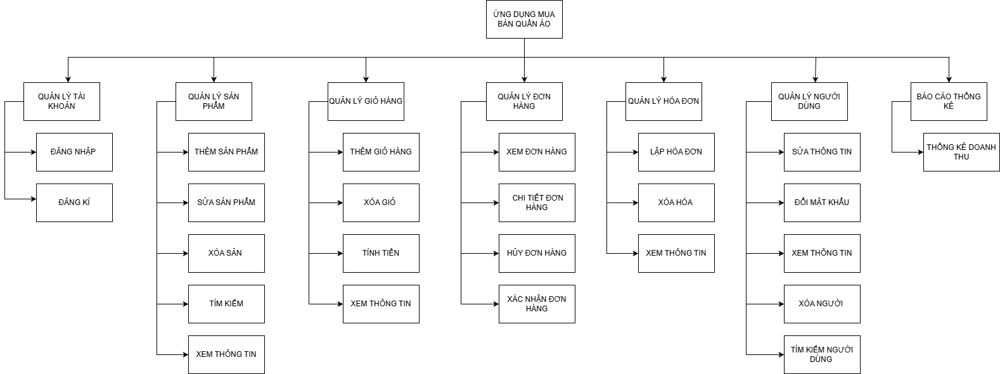 ỨNG DỤNG MUA
BÁN QUẦN ÁO
QUẢN LÝ TÀI
KHOẢN
ĐĂNG NHẬP
ĐĂNG KÍ
QUẢN LÝ SẢN
PHẨM
THÊM SẢN PHẨM
SỬA SẢN PHẨM
XÓA SẢN
TÌM KIẾM
XEM THÔNG TIN
QUẢN LÝ GIỎ HÀNG
THÊM GIỎ HÀNG
XÓA GIỎ
TÍNH TIỀN
XEM THÔNG TIN
QUẢN LÝ ĐƠN
HÀNG
XEM ĐƠN HÀNG
CHI TIẾT ĐƠN
HÀNG
HỦY ĐƠN HÀNG
XÁC NHẬN ĐƠN
HÀNG
QUẢN LÝ HÓA ĐƠN
LẬP HÓA ĐƠN
XÓA HÓA
XEM THÔNG TIN
QUẢN LÝ NGƯỜI
DÙNG
SỬA THÔNG TIN
ĐỔI MẬT KHẨU
XEM THÔNG TIN
XÓA NGƯỜI
TÌM KIẾM NGƯỜI
DÙNG
BÁO CÁO THỐNG
KÊ
THỐNG KÊ DOANH
THU